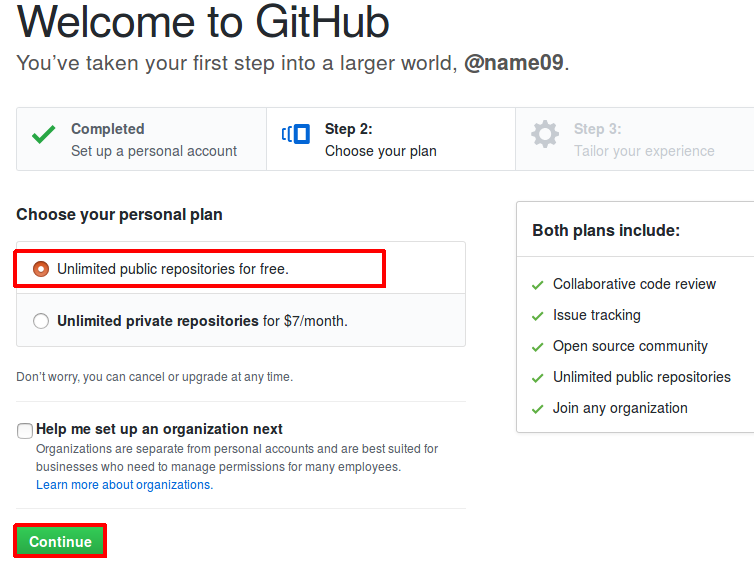 Welcome to GitHub
You’ve taken your first step into a larger world, @name09.
Completed
Set up a personal account
Step 2:
Choose your plan
Step 3:
Tailor your experience
Choose your personal plan
Unlimited public repositories for free.
Unlimited private repositories for $7/month.
Don’t worry, you can cancel or upgrade at any time.
Help me set up an organization next
Organizations are separate from personal accounts and are best suited for
businesses who need to manage permissions for many employees.
Learn more about organizations.
Continue
Both plans include:
Collaborative code review
Issue tracking
Open source community
Unlimited public repositories
Join any organization